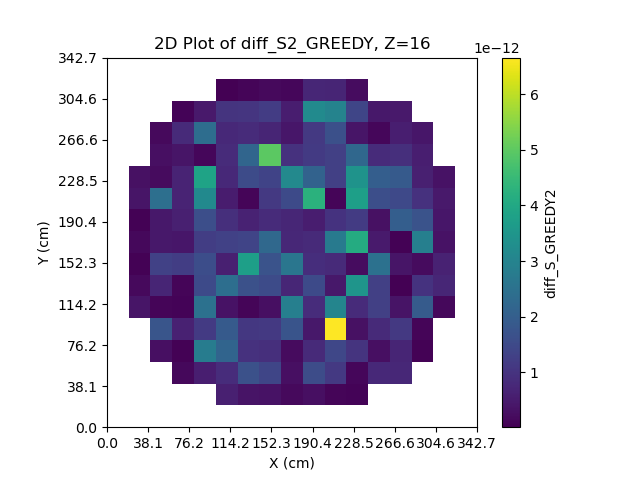 2D Plot of diff_S2_GREEDY, Z=16
1e−12
342.7
304.6
266.6
228.5
190.4
152.3
114.2
76.2
38.1
0.0
Y (cm)
0.0 38.1 76.2 114.2 152.3 190.4 228.5 266.6 304.6 342.7
X (cm)
6
5
4
3
2
1
diff_S_GREEDY2